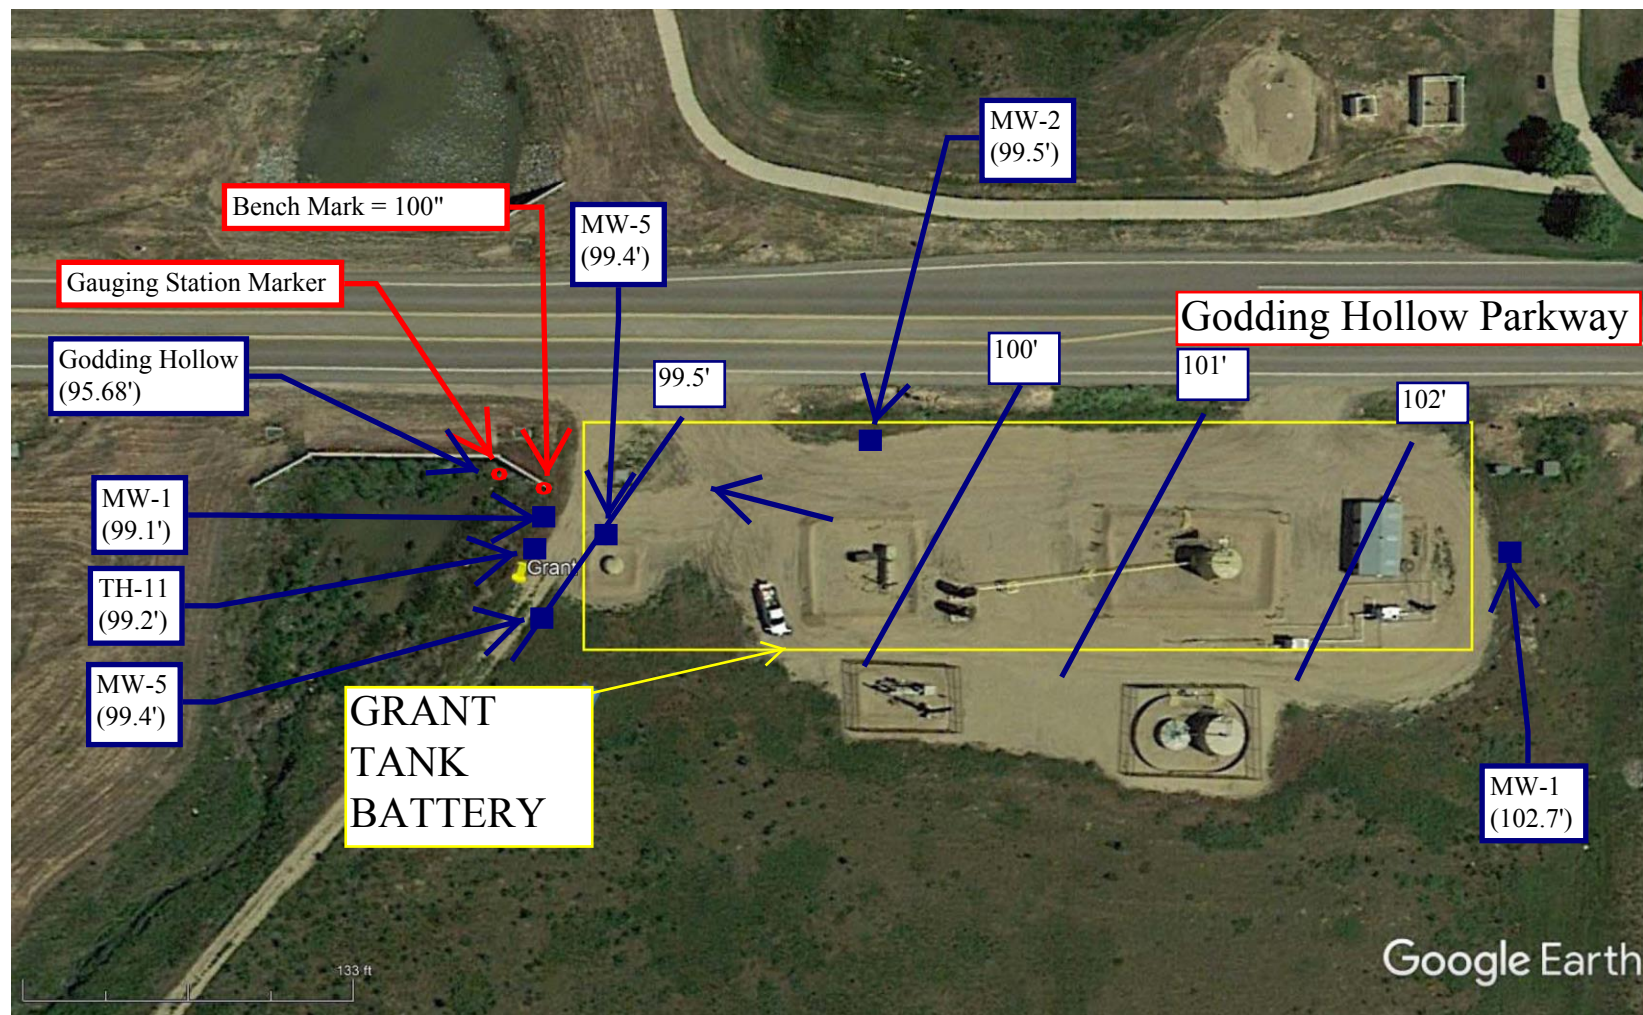 MW-2
(99.5')
Bench Mark = 100"
MW-5
(99.4')
Gauging Station Marker
Godding Hollow Parkway
Godding Hollow
(95.68')
99.5'
100'
101'
102'
MW-1
(99.1')
TH-11
(99.2')
Grant
MW-5
(99.4')
GRANT
TANK
BATTERY
MW-1
(102.7')
Google Earth
133 ft